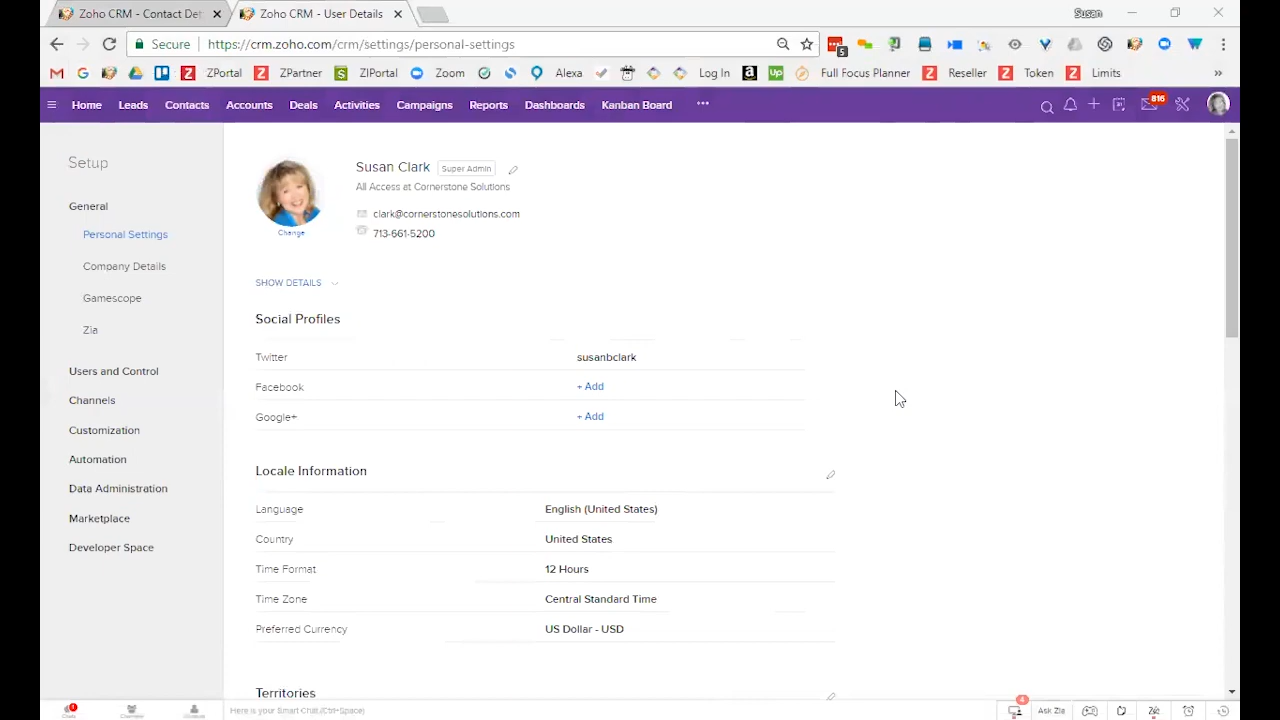 Zoho CRM - Contact Det
Zoho CRM - User Details
Susan
Secure
https://crm.zoho.com/crm/settings/personal-settings
5
ZPortal
ZPartner
ZIPortal
Zoom
Alexa
Log In
Full Focus Planner
Reseller
Token
Limits
Home
Leads
Contacts
Accounts
Deals
Activities
Campaigns
Reports
Dashboards
Kanban Board
816
Setup
General
Personal Settings
Company Details
Gamescope
Zia
Users and Control
Channels
Customization
Automation
Data Administration
Marketplace
Developer Space
Susan Clark Super Admin
All Access at Cornerstone Solutions
clark@cornerstonesolutions.com
713-661-5200
Change
SHOW DETAILS
Social Profiles
Twitter susanbclark
Facebook + Add
Google+ + Add
Locale Information
Language English (United States)
Country United States
Time Format 12 Hours
Time Zone Central Standard Time
Preferred Currency US Dollar - USD
Territories
Chats
Here is your Smart Chat (Ctrl+Space)
4
Ask Zia